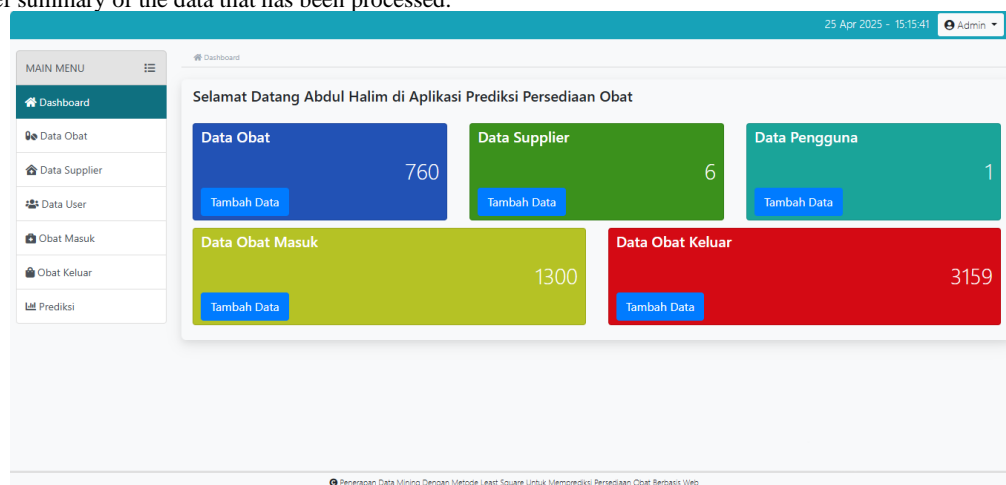 er summary of the data that has been processed.
25 Apr 2025 - 15:15:41 Admin
MAIN MENU
Dashboard
Data Obat
Data Supplier
Data User
Obat Masuk
Obat Keluar
Prediksi
Dashboard
Selamat Datang Abdul Halim di Aplikasi Prediksi Persediaan Obat
Data Obat
760
Tambah Data
Data Supplier
6
Tambah Data
Data Pengguna
1
Tambah Data
Data Obat Masuk
1300
Tambah Data
Data Obat Keluar
3159
Tambah Data
Penerapan Data Mining Dengan Metode Least Square Untuk Memprediksi Persediaan Obat Berbasis Web